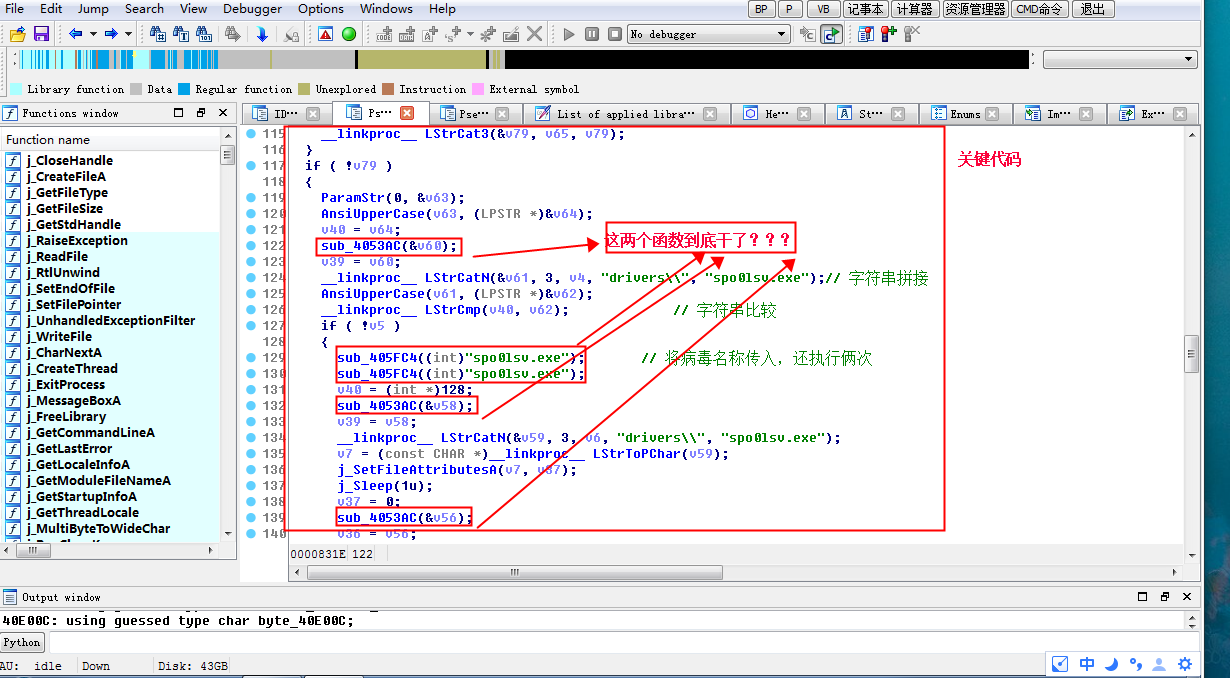 File Edit Jump Search View Debugger Options Windows Help BP P VB 记事本 计算器 资源管理器 CMD命令 退出
No debugger
Library function Data Regular function Unexplored Instruction External symbol
Functions window
ID⋯ Ps⋯ Pse⋯ List of applied libra⋯ He⋯ St⋯ Enums Im⋯ Ex⋯
Function name
j_CloseHandle
j_CreateFileA
j_GetFileType
j_GetFileSize
j_GetStdHandle
j_RaiseException
j_ReadFile
j_RtlUnwind
j_SetEndOfFile
j_SetFilePointer
j_UnhandledExceptionFilter
j_WriteFile
j_CharNextA
j_CreateThread
j_ExitProcess
j_MessageBoxA
j_FreeLibrary
j_GetCommandLineA
j_GetLastError
j_GetLocaleInfoA
j_GetModuleFileNameA
j_GetStartupInfoA
j_GetThreadLocale
j_MultiByteToWideChar
115 __linkproc__ LStrCat3(&v79, v65, v79);
116 }
117 if ( !v79 )
118 {
119 ParamStr(0, &v63);
120 AnsiUpperCase(v63, (LPSTR *)&v64);
121 v40 = v64;
122 sub_4053AC(&v60);
123 v39 = v60;
124 __linkproc__ LStrCatN(&v61, 3, v4, "drivers\\", "spo0lsv.exe");// 字符串拼接
125 AnsiUpperCase(v61, (LPSTR *)&v62);
126 __linkproc__ LStrCmp(v40, v62); // 字符串比较
127 if ( !v5 )
128 {
129 sub_405FC4((int)"spo0lsv.exe"); // 将病毒名称传入，还执行俩次
130 sub_405FC4((int)"spo0lsv.exe");
131 v40 = (int *)128;
132 sub_4053AC(&v58);
133 v39 = v58;
134 __linkproc__ LStrCatN(&v59, 3, v6, "drivers\\", "spo0lsv.exe");
135 v7 = (const CHAR *)__linkproc__ LStrToPChar(v59);
136 j_SetFileAttributesA(v7, v37);
137 j_Sleep(1u);
138 v37 = 0;
139 sub_4053AC(&v56);
140 v36 = v56;
关键代码
这两个函数到底干了？？？
0000831E 122
Output window
40E00C: using guessed type char byte_40E00C;
Python
AU: idle Down Disk: 43GB
中